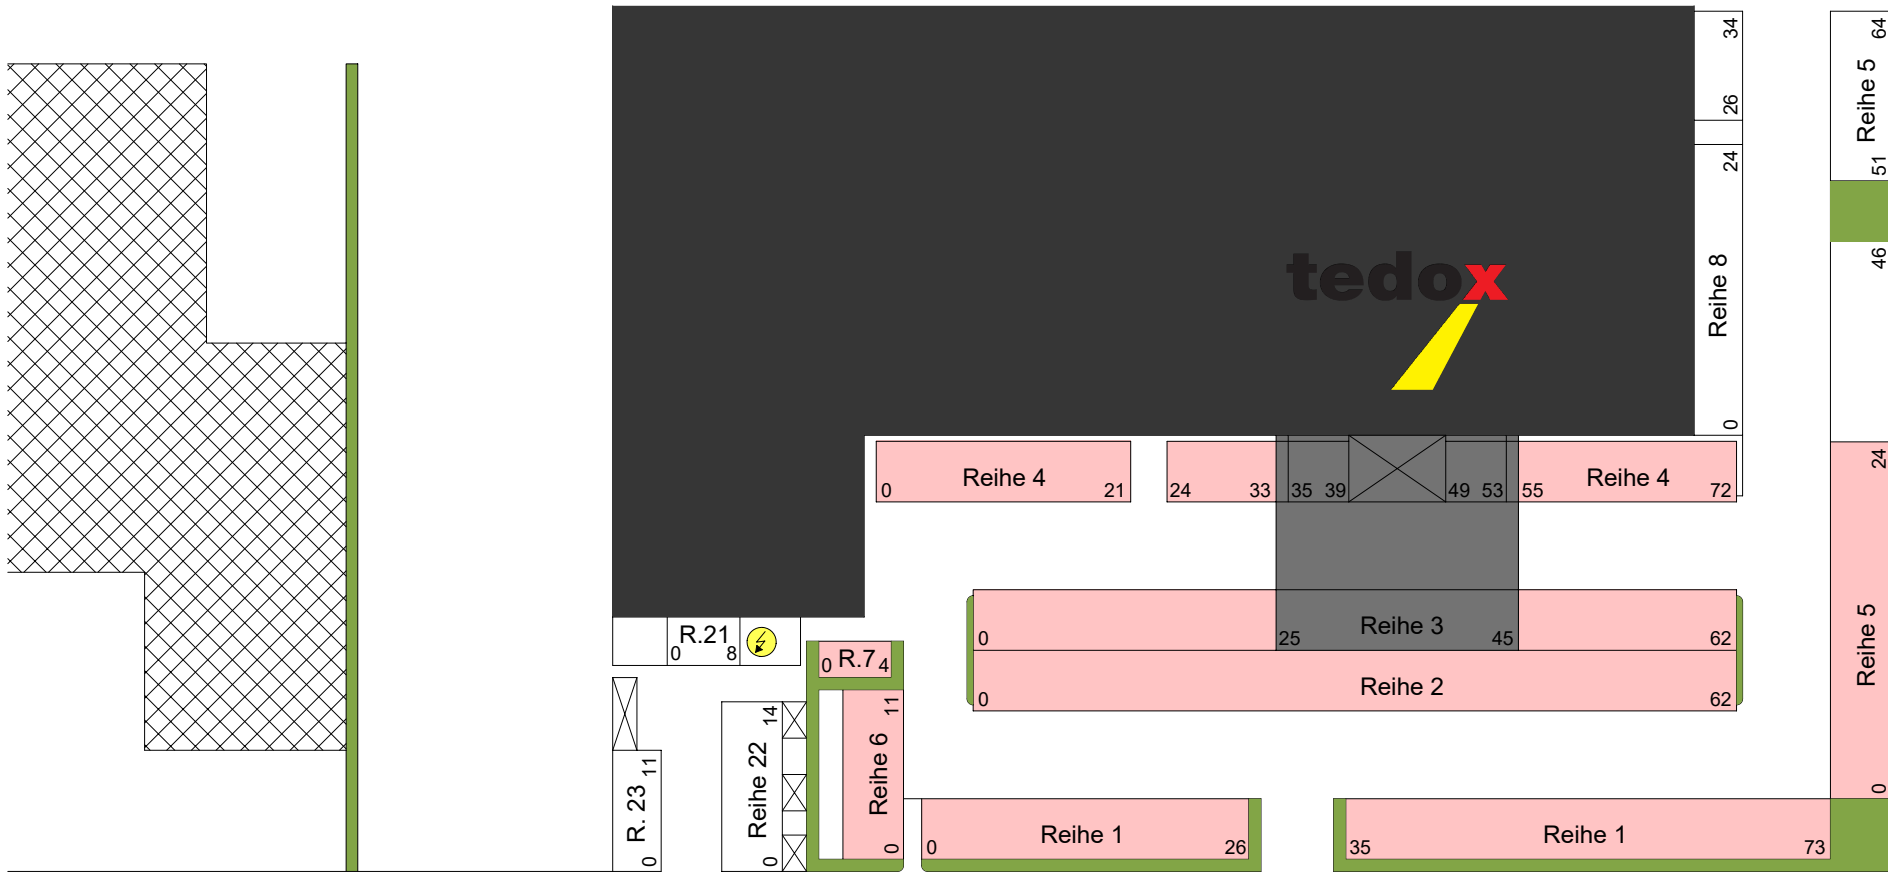 34
26
24
Reihe 8
0
64
Reihe 5
51
46
24
Reihe 5
0
tedox
Reihe 4
0 21
24 33 35 39 49 53 55
Reihe 4
72
R.21
0 8
R.7
0 4
Reihe 3
0 25 45 62
Reihe 2
0 62
11
R. 23
0
14
Reihe 22
0
11
Reihe 6
0
Reihe 1
0 26
Reihe 1
35 73